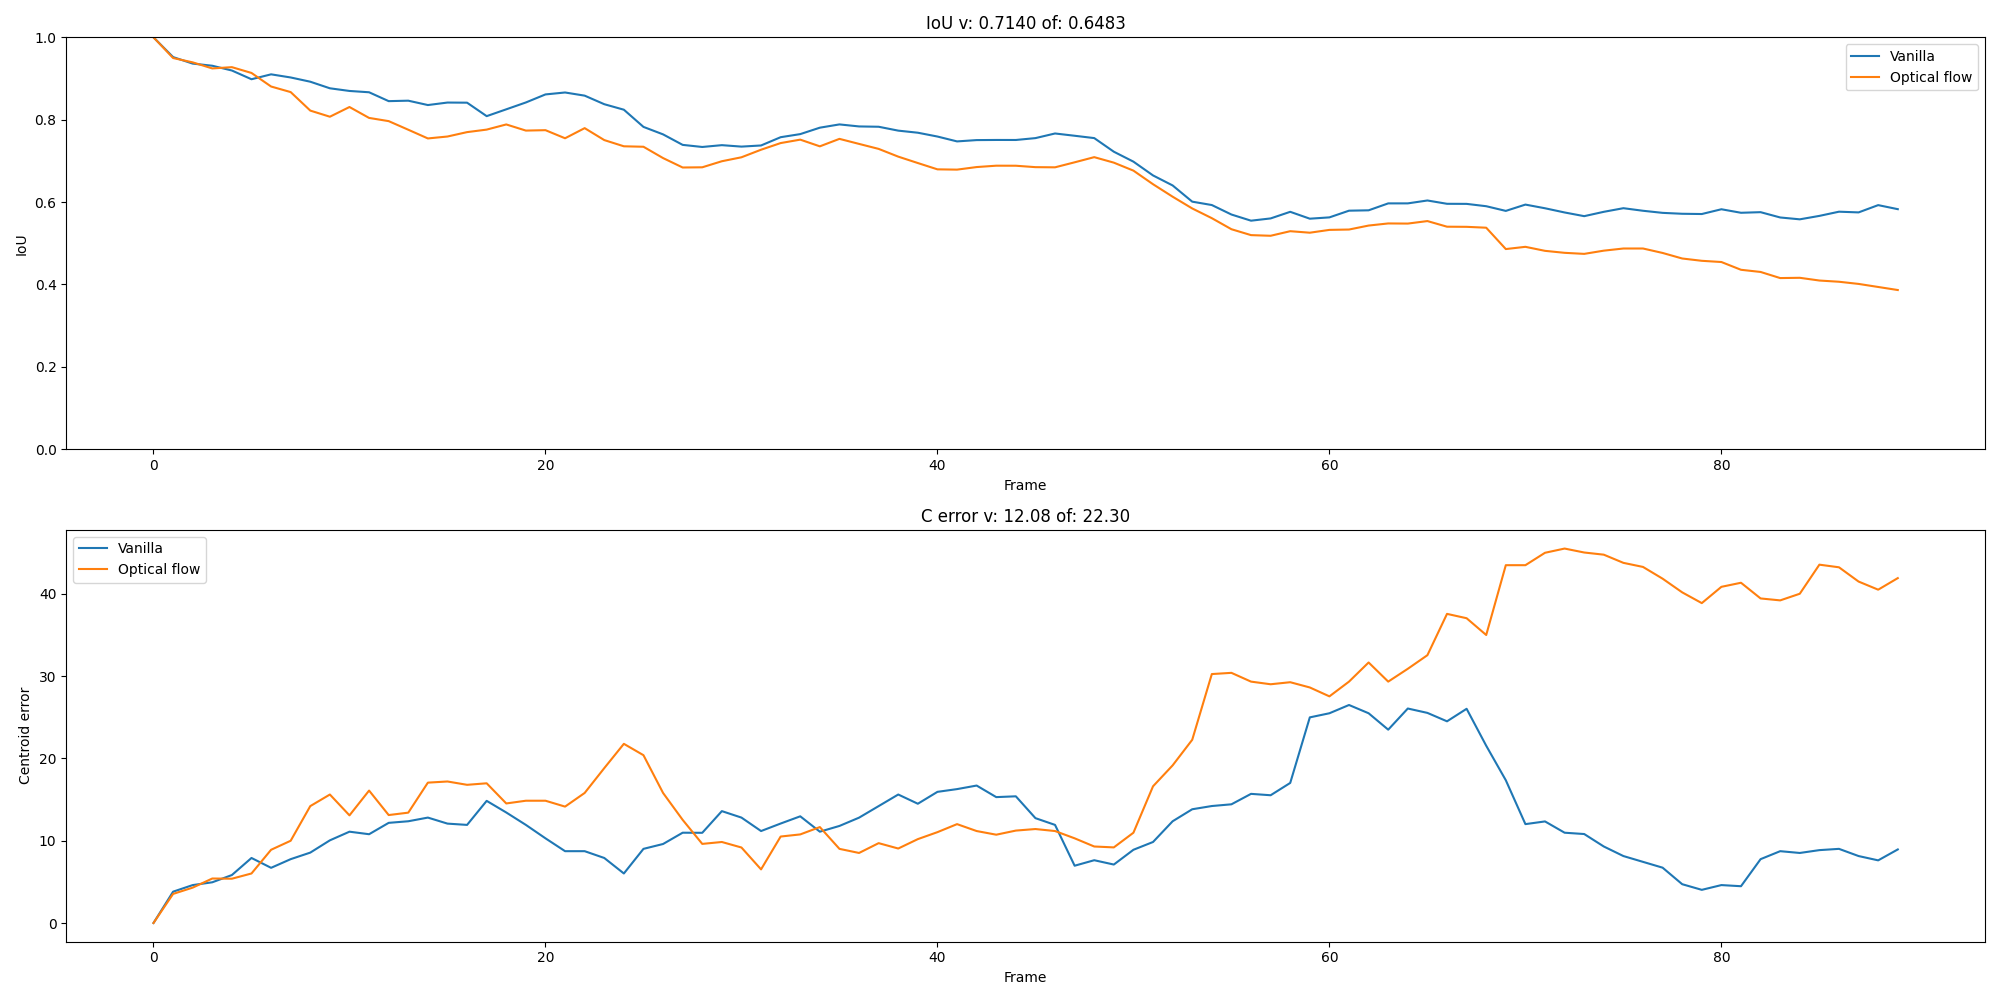 IoU v: 0.7140 of: 0.6483
1.0
0.8
0.6
0.4
0.2
0.0
IoU
Vanilla
Optical flow
0 20 40 60 80
Frame
C error v: 12.08 of: 22.30
40
30
20
10
0
Centroid error
Vanilla
Optical flow
0 20 40 60 80
Frame